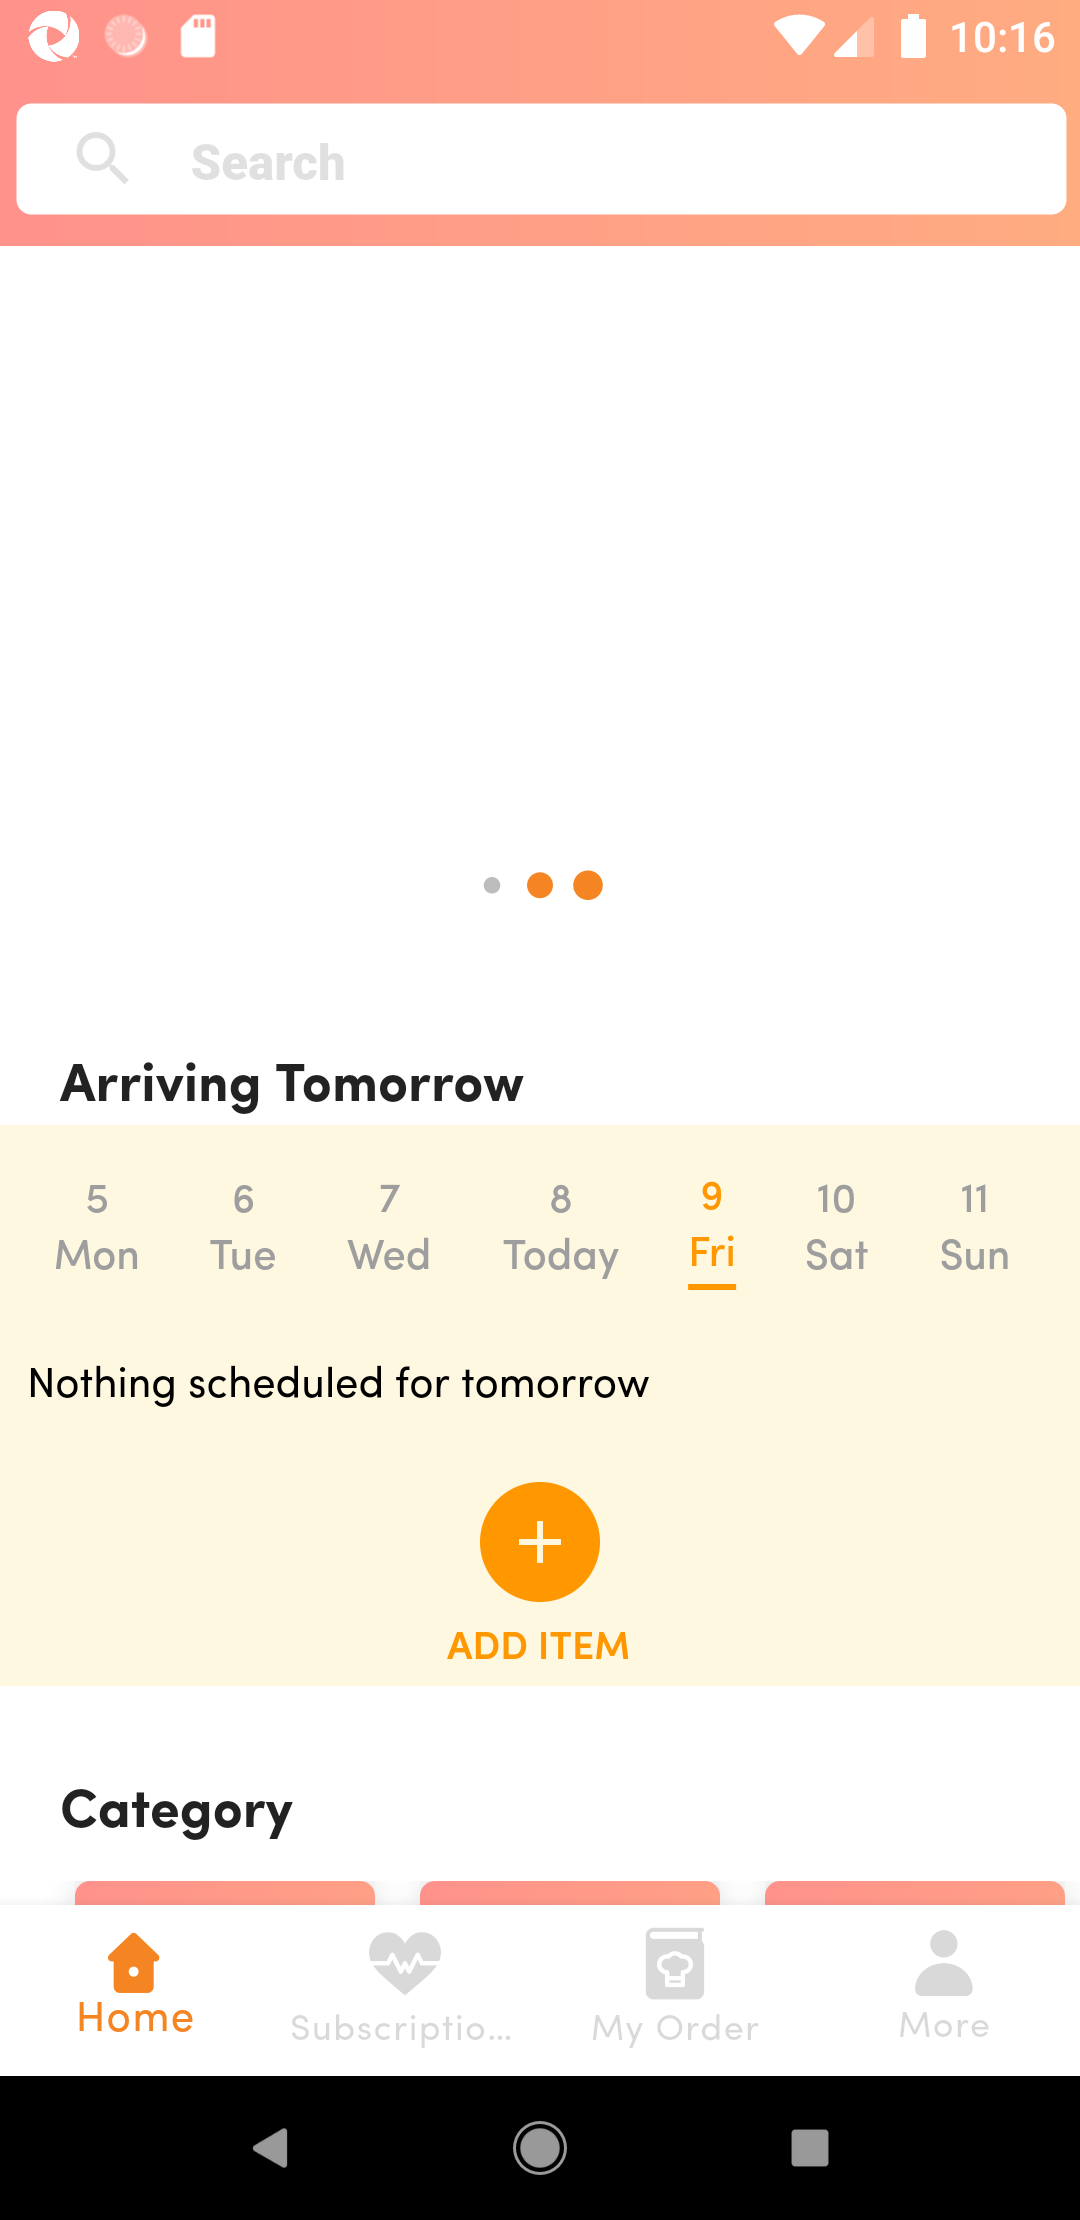 10:16
Search
Arriving Tomorrow
5 6 7 8 9 10 11
Mon Tue Wed Today Fri Sat Sun
Nothing scheduled for tomorrow
ADD ITEM
Category
Home Subscriptio... My Order More